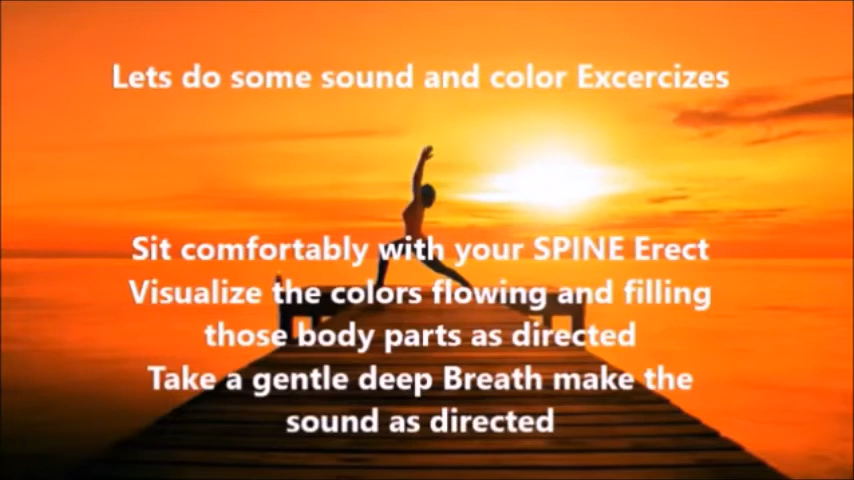 Lets do some sound and color Excercizes
Sit comfortably with your SPINE Erect
Visualize the colors flowing and filling
those body parts as directed
Take a gentle deep Breath make the
sound as directed